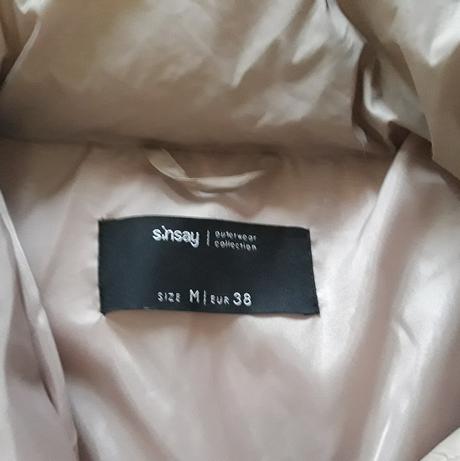 sinsay | outerwear
collection
SIZE M | EUR 38